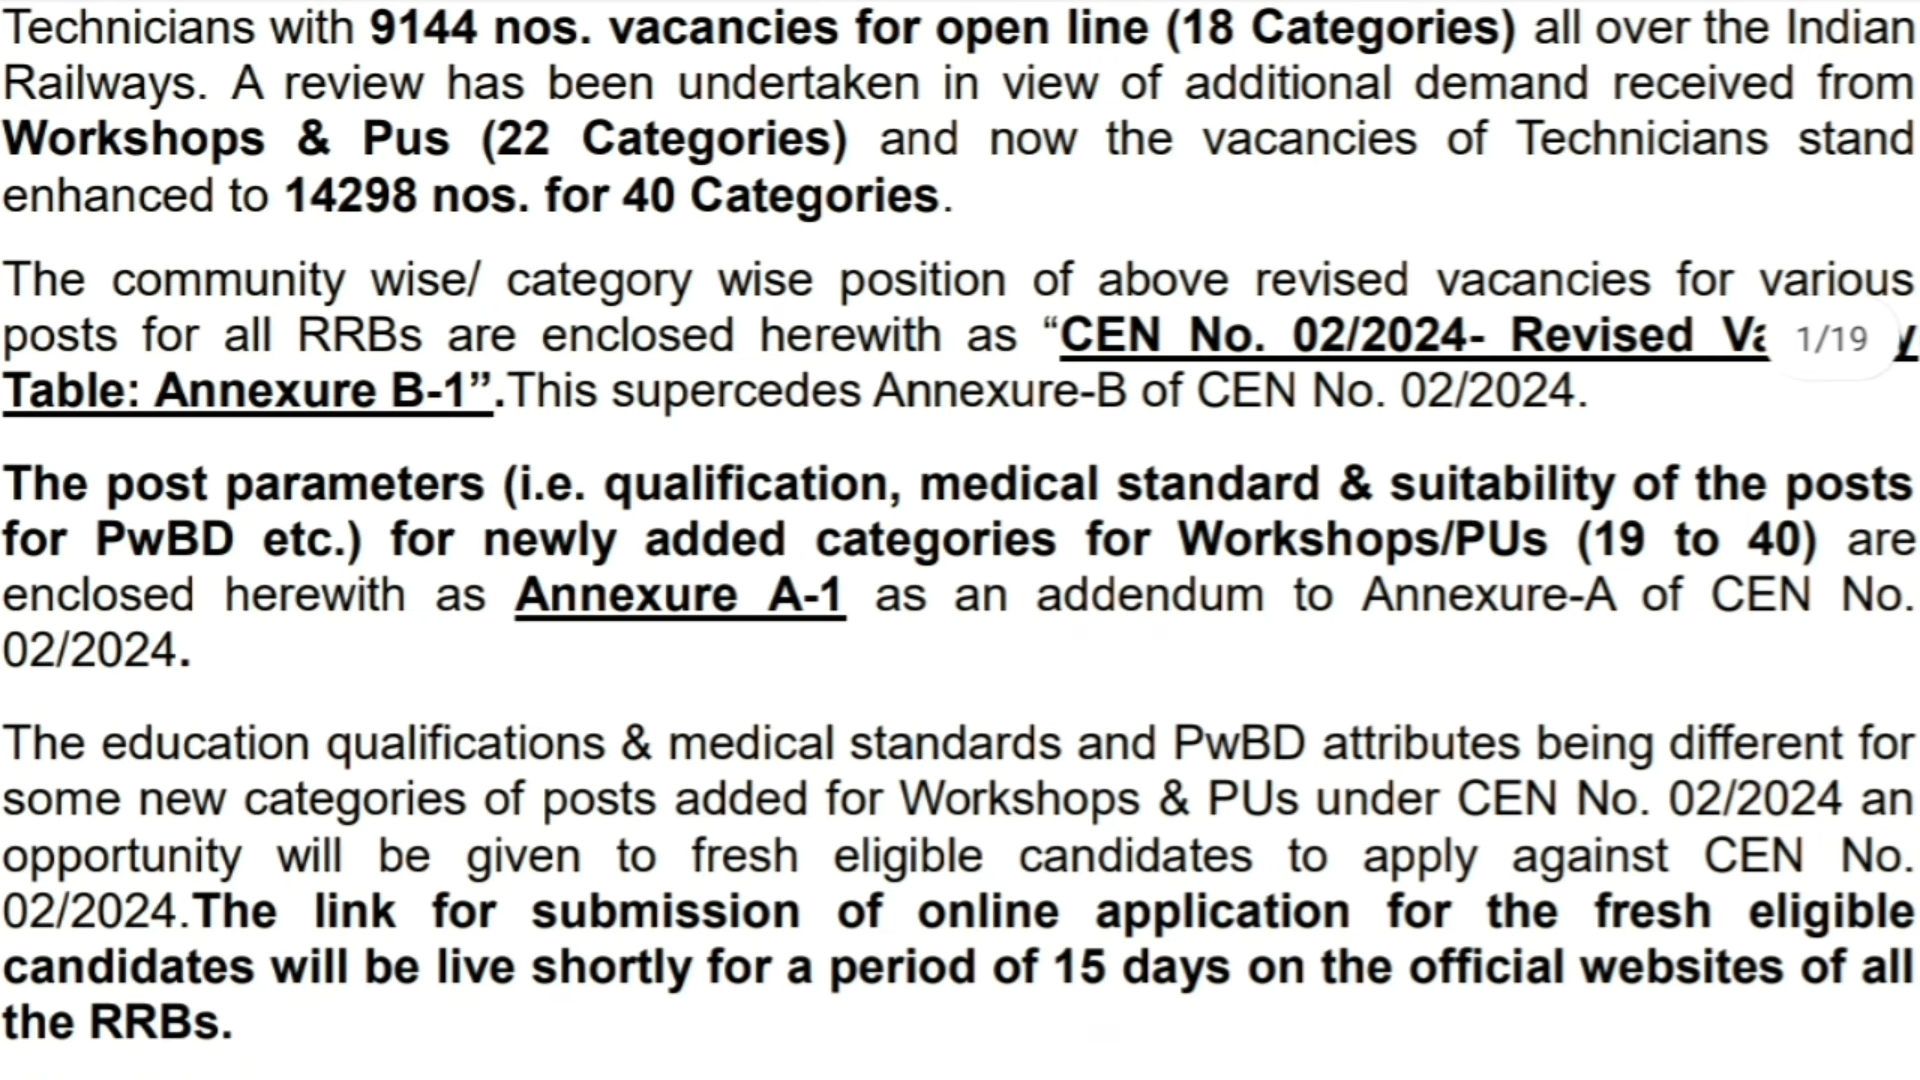 Technicians with 9144 nos. vacancies for open line (18 Categories) all over the Indian
Railways. A review has been undertaken in view of additional demand received from
Workshops & Pus (22 Categories) and now the vacancies of Technicians stand
enhanced to 14298 nos. for 40 Categories.
The community wise/ category wise position of above revised vacancies for various
posts for all RRBs are enclosed herewith as “CEN No. 02/2024- Revised
1/19
Table: Annexure B-1”.This supercedes Annexure-B of CEN No. 02/2024.
The post parameters (i.e. qualification, medical standard & suitability of the posts
for PwBD etc.) for newly added categories for Workshops/PUs (19 to 40) are
enclosed herewith as Annexure A-1 as an addendum to Annexure-A of CEN No.
02/2024.
The education qualifications & medical standards and PwBD attributes being different for
some new categories of posts added for Workshops & PUs under CEN No. 02/2024 an
opportunity will be given to fresh eligible candidates to apply against CEN No.
02/2024.The link for submission of online application for the fresh eligible
candidates will be live shortly for a period of 15 days on the official websites of all
the RRBs.